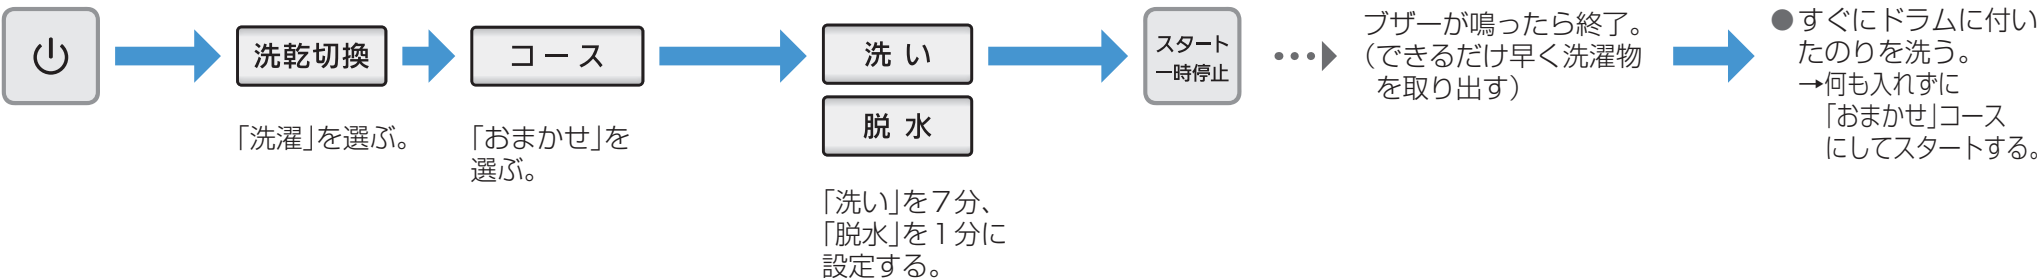 洗乾切換
「洗濯」を選ぶ。
コース
「おまかせ」を
選ぶ。
洗い
脱水
「洗い」を7分、
「脱水」を1分に
設定する。
スタート
一時停止
ブザーが鳴ったら終了。
(できるだけ早く洗濯物
を取り出す)
●すぐにドラムに付い
たのりを洗う。
→何も入れずに
「おまかせ」コース
にしてスタートする。